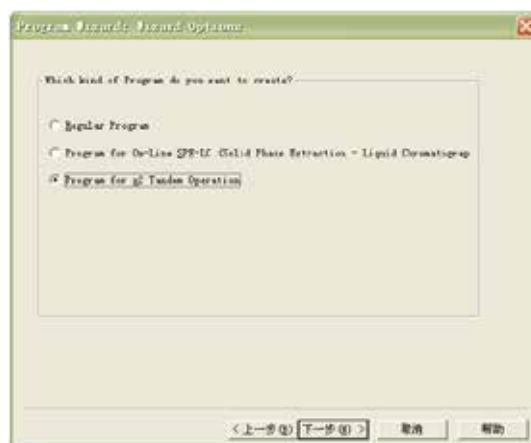 Program Wizard: Wizard Options
Which kind of Program do you want to create?
Regular Program
Program for On-Line SPE-LC (Solid Phase Extraction - Liquid Chromatograp
Program for x2 Tandem Operation
< 上一步(B) 下一步(N) > 取消 帮助